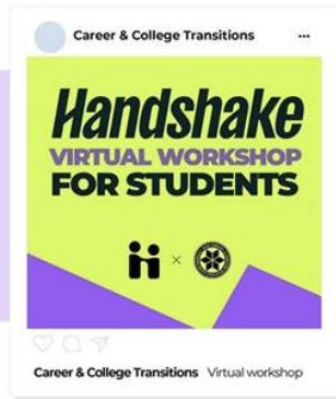 Career & College Transitions ...
Handshake
VIRTUAL WORKSHOP
FOR STUDENTS
×
Career & College Transitions Virtual workshop